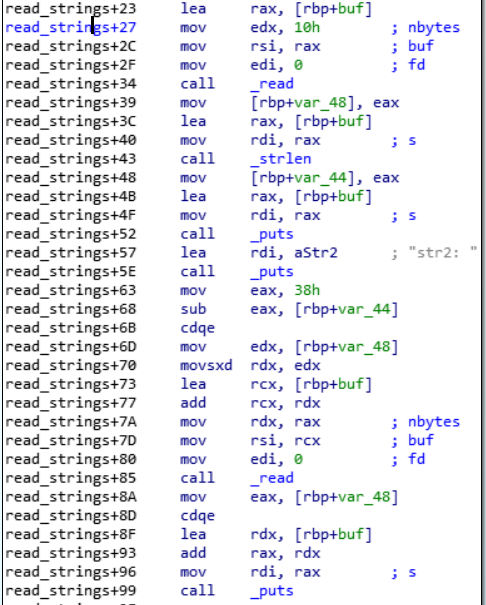 read_strings+23 lea rax, [rbp+buf]
read_strings+27 mov edx, 10h ; nbytes
read_strings+2C mov rsi, rax ; buf
read_strings+2F mov edi, 0 ; fd
read_strings+34 call _read
read_strings+39 mov [rbp+var_48], eax
read_strings+3C lea rax, [rbp+buf]
read_strings+40 mov rdi, rax ; s
read_strings+43 call _strlen
read_strings+48 mov [rbp+var_44], eax
read_strings+4B lea rax, [rbp+buf]
read_strings+4F mov rdi, rax ; s
read_strings+52 call _puts
read_strings+57 lea rdi, aStr2 ; "str2: "
read_strings+5E call _puts
read_strings+63 mov eax, 38h
read_strings+68 sub eax, [rbp+var_44]
read_strings+6B cdqe
read_strings+6D mov edx, [rbp+var_48]
read_strings+70 movsxd rdx, edx
read_strings+73 lea rcx, [rbp+buf]
read_strings+77 add rcx, rdx
read_strings+7A mov rdx, rax ; nbytes
read_strings+7D mov rsi, rcx ; buf
read_strings+80 mov edi, 0 ; fd
read_strings+85 call _read
read_strings+8A mov eax, [rbp+var_48]
read_strings+8D cdqe
read_strings+8F lea rdx, [rbp+buf]
read_strings+93 add rax, rdx
read_strings+96 mov rdi, rax ; s
read_strings+99 call _puts